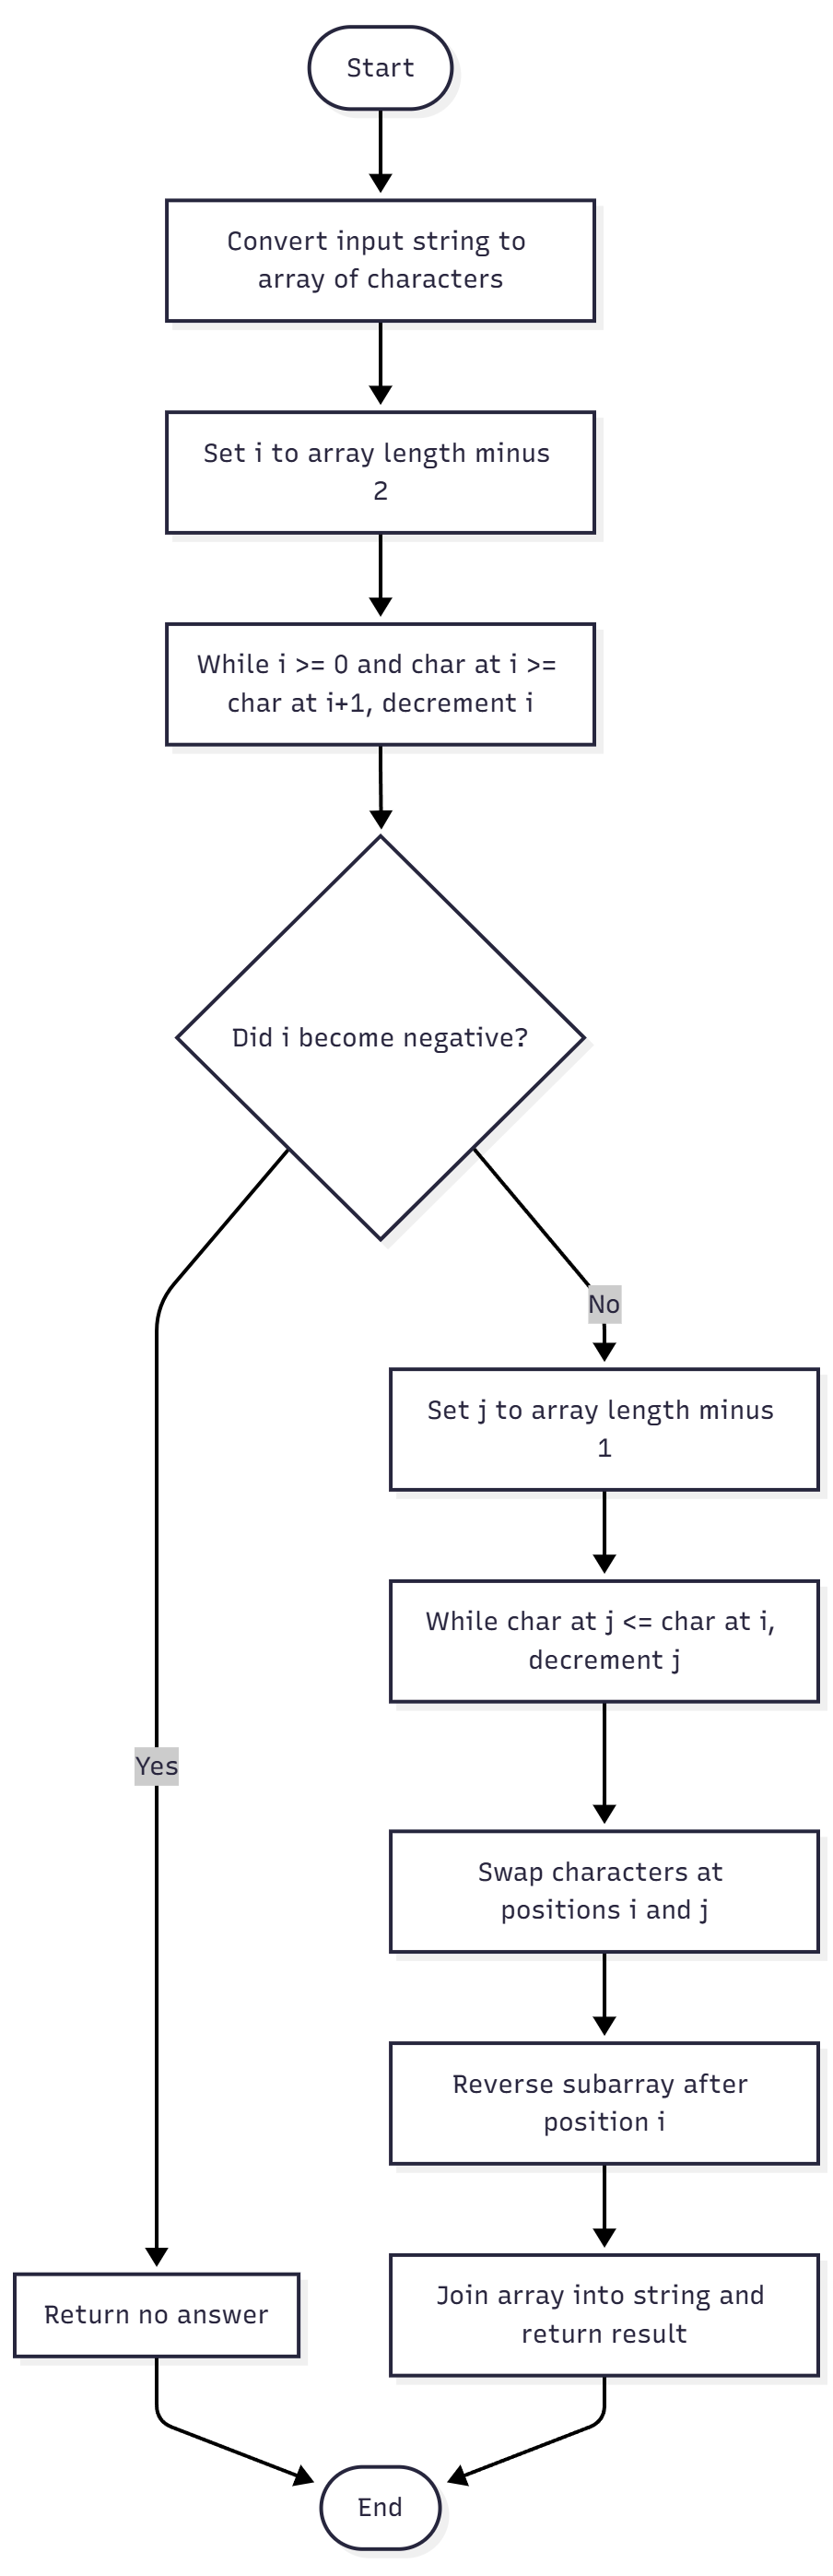 Start
Convert input string to
array of characters
Set i to array length minus
2
While i >= 0 and char at i >=
char at i+1, decrement i
Did i become negative?
No
Set j to array length minus
1
While char at j <= char at i,
decrement j
Yes
Swap characters at
positions i and j
Reverse subarray after
position i
Return no answer
Join array into string and
return result
End